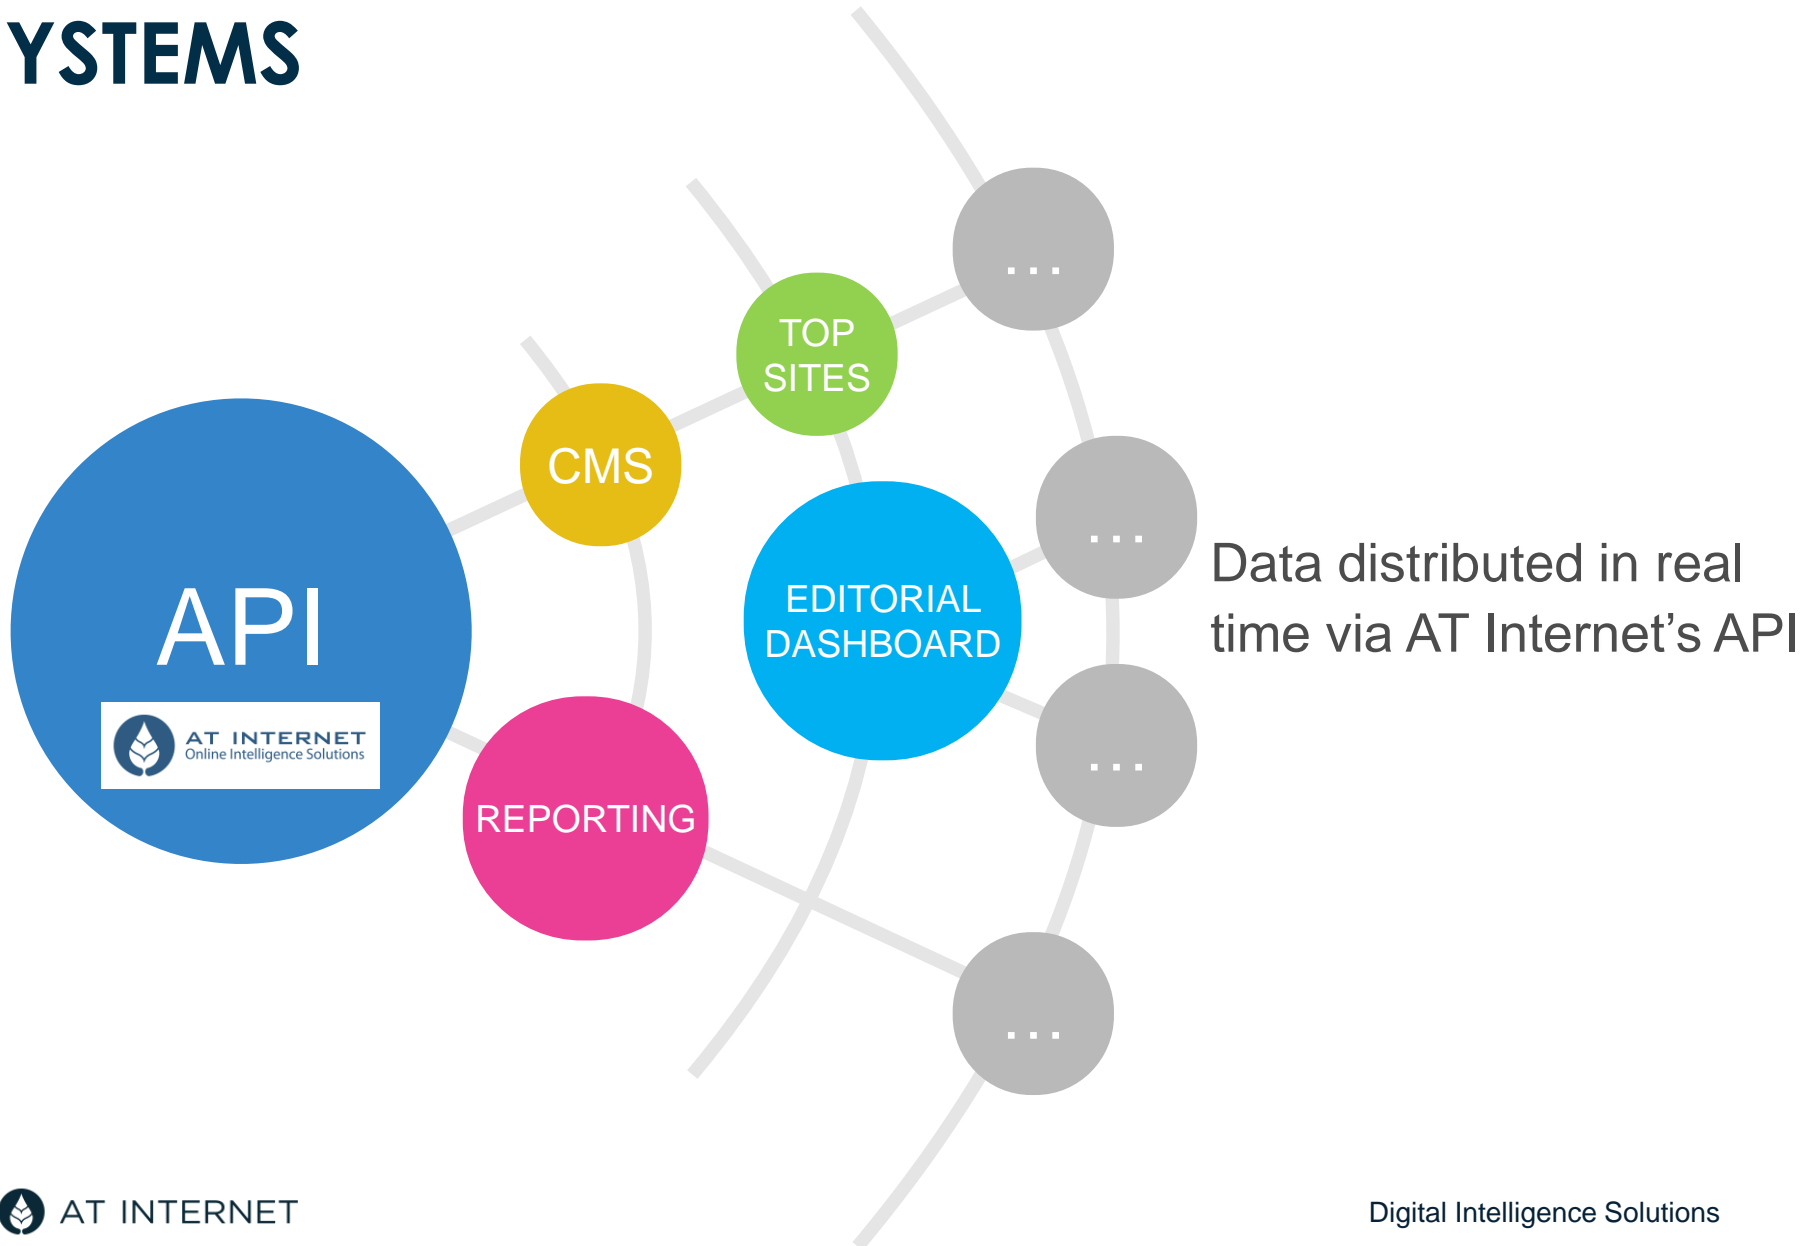 YSTEMS
...
TOP
SITES
CMS
...
EDITORIAL
DASHBOARD
Data distributed in real
time via AT Internet’s API
API
AT INTERNET
Online Intelligence Solutions
...
REPORTING
...
AT INTERNET
Digital Intelligence Solutions